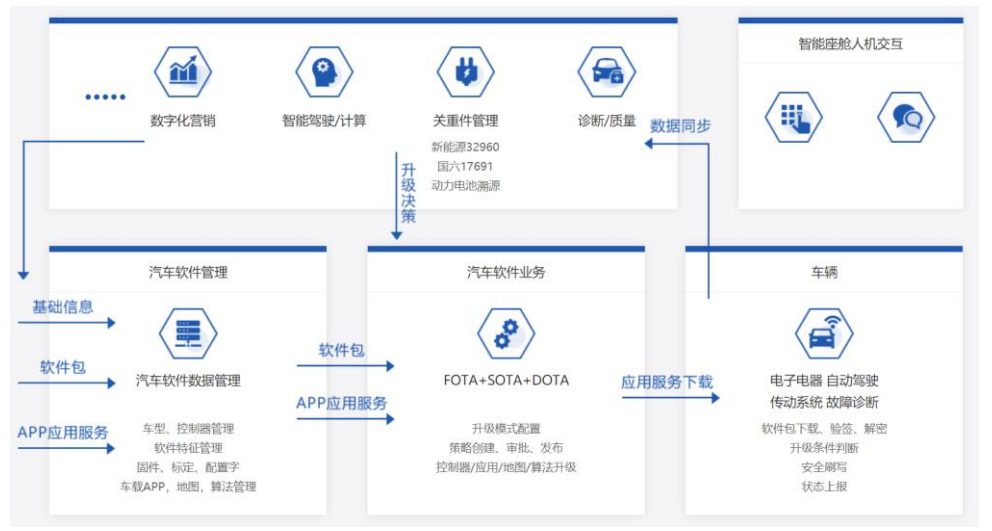 数字化营销
智能驾驶/计算
关重件管理
新能源32960
国六17691
动力电池溯源
诊断/质量
智能座舱人机交互
数据同步
升级决策
汽车软件管理
基础信息
软件包
APP应用服务
汽车软件数据管理
车型、控制器管理
软件特征管理
固件、标定、配置字
车载APP，地图，算法管理
软件包
APP应用服务
汽车软件业务
FOTA+SOTA+DOTA
升级模式配置
策略创建、审批、发布
控制器/应用/地图/算法升级
应用服务下载
车辆
电子电器 自动驾驶
传动系统 故障诊断
软件包下载、验签、解密
升级条件判断
安全刷写
状态上报